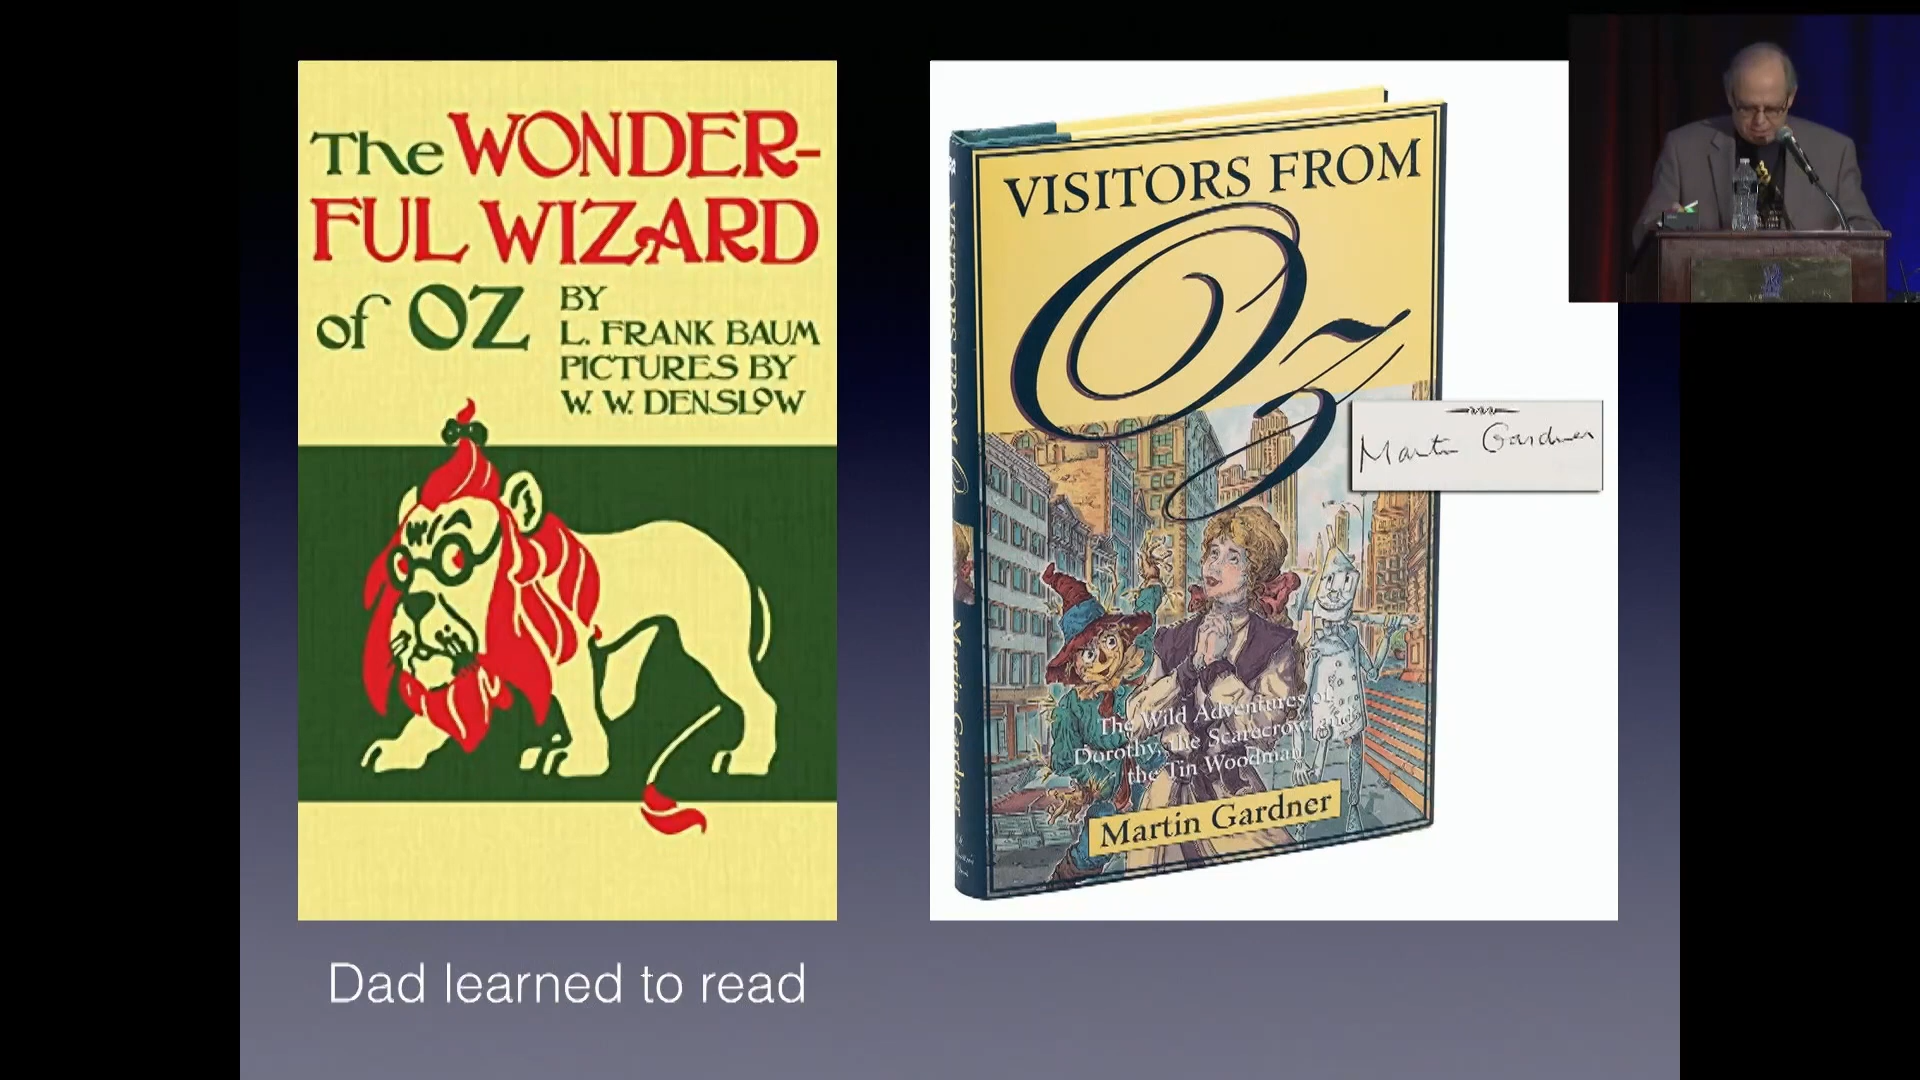 The WONDER-
FUL WIZARD
of OZ
BY
L. FRANK BAUM
PICTURES BY
W. W. DENSLOW
Dad learned to read
VISITORS FROM
Oz
The Wild Adventures of
Dorothy, the Scarecrow, and
the Tin Woodman
Martin Gardner
VISITORS FROM Oz
Martin Gardner
Martin Gardner